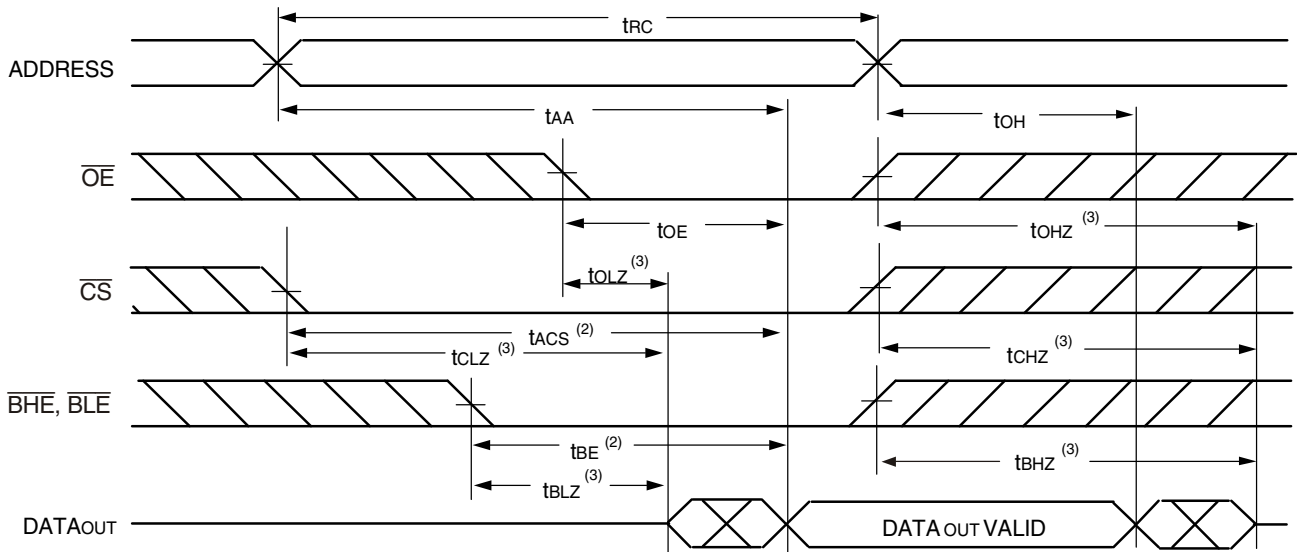 tRC
ADDRESS
tAA
tOH
OE
tOE
tOHZ (3)
tOLZ (3)
CS
tACS (2)
tCLZ (3)
tCHZ (3)
BHE, BLE
tBE (2)
tBHZ (3)
tBLZ (3)
DATAOUT
DATA OUT VALID